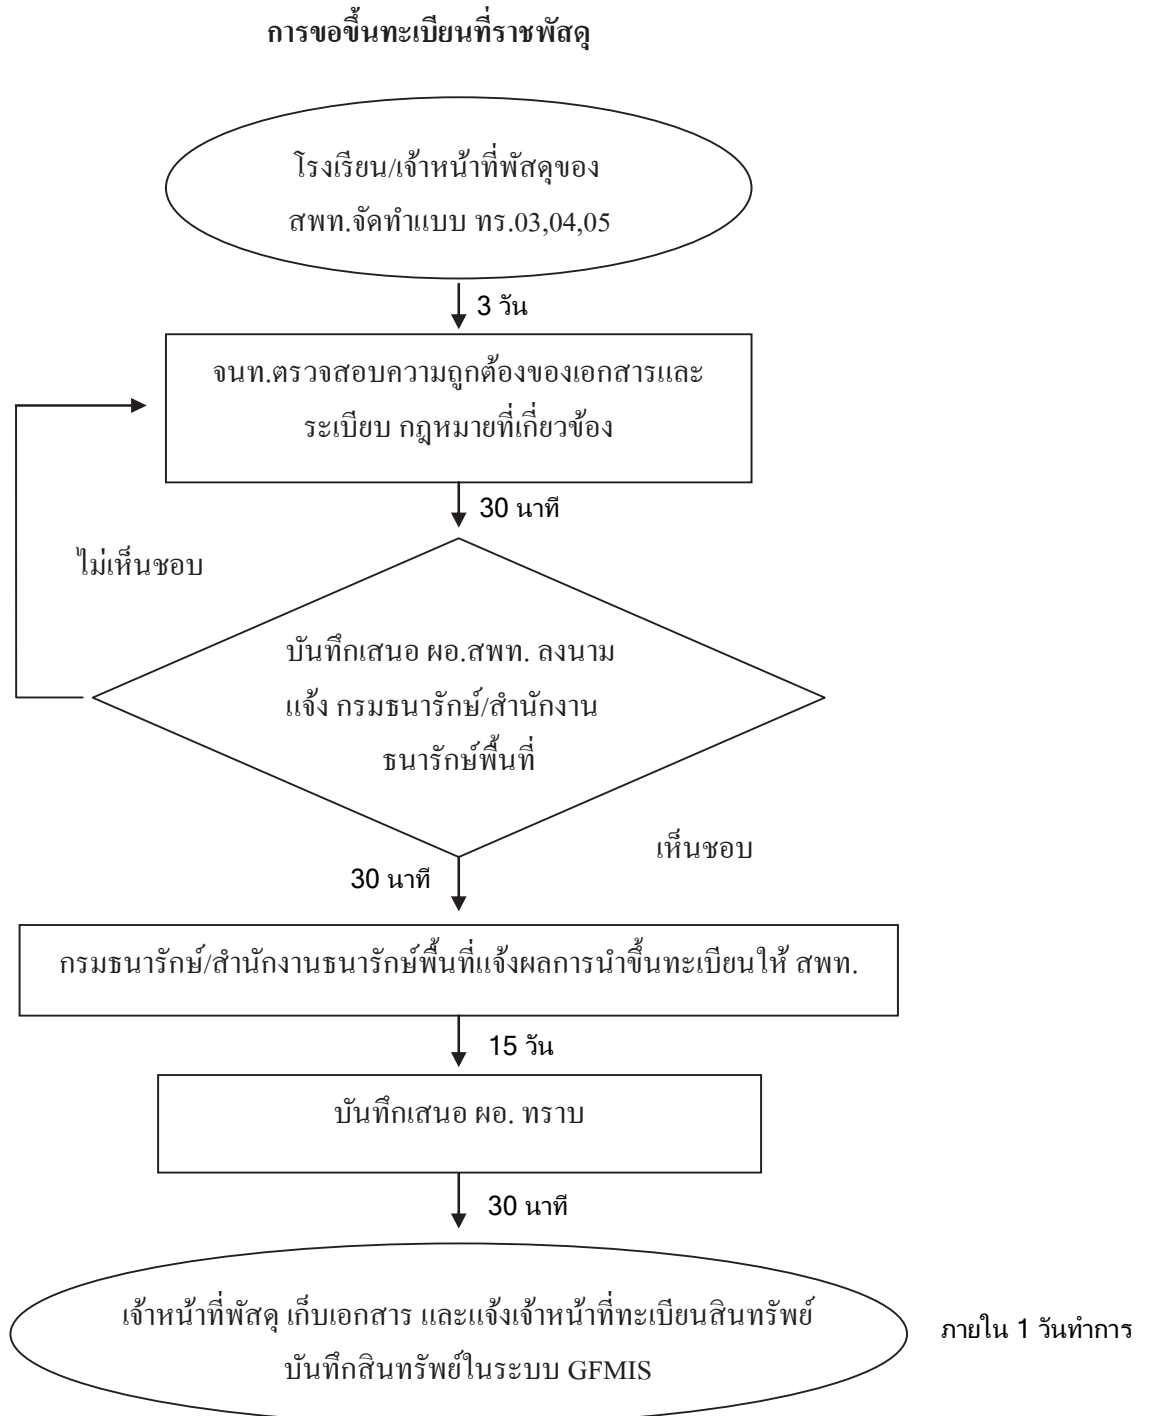 การขอขึ้นทะเบียนที่ราชพัสดุ
โรงเรียน/เจ้าหน้าที่พัสดุของ
สพท.จัดทำแบบ ทร.03,04,05
3 วัน
จนท.ตรวจสอบความถูกต้องของเอกสารและ
ระเบียบ กฎหมายที่เกี่ยวข้อง
30 นาที
ไม่เห็นชอบ
บันทึกเสนอ ผอ.สพท. ลงนาม
แจ้ง กรมธนารักษ์/สำนักงาน
ธนารักษ์พื้นที่
เห็นชอบ
30 นาที
กรมธนารักษ์/สำนักงานธนารักษ์พื้นที่แจ้งผลการนำขึ้นทะเบียนให้ สพท.
15 วัน
บันทึกเสนอ ผอ. ทราบ
30 นาที
เจ้าหน้าที่พัสดุ เก็บเอกสาร และแจ้งเจ้าหน้าที่ทะเบียนสินทรัพย์
ภายใน 1 วันทำการ
บันทึกสินทรัพย์ในระบบ GFMIS